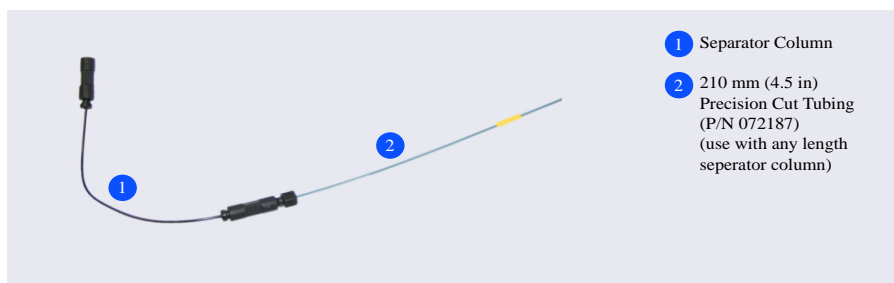 1 Separator Column
2 210 mm (4.5 in)
Precision Cut Tubing
(P/N 072187)
(use with any length
seperator column)
2
1